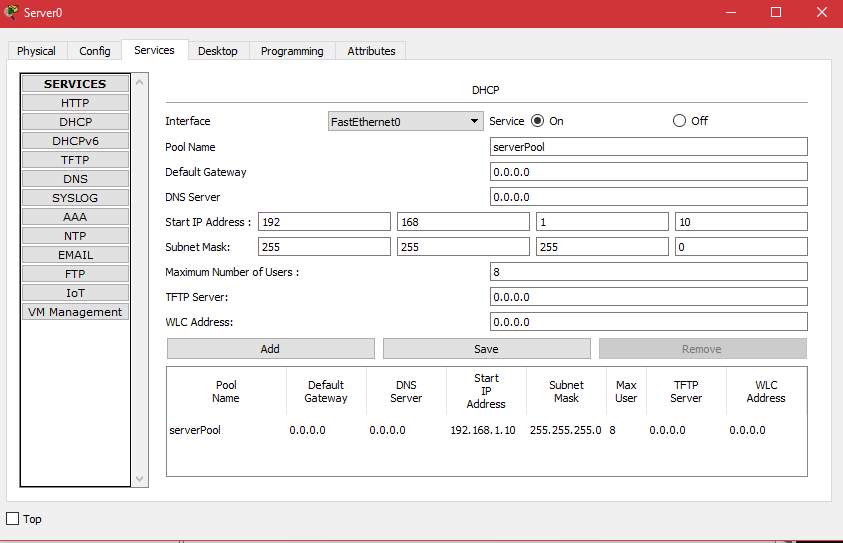 Server0
Physical Config Services Desktop Programming Attributes
SERVICES
HTTP
DHCP
DHCPv6
TFTP
DNS
SYSLOG
AAA
NTP
EMAIL
FTP
IoT
VM Management
DHCP
Interface FastEthernet0 Service On Off
Pool Name serverPool
Default Gateway 0.0.0.0
DNS Server 0.0.0.0
Start IP Address : 192 168 1 10
Subnet Mask: 255 255 255 0
Maximum Number of Users : 8
TFTP Server: 0.0.0.0
WLC Address: 0.0.0.0
Add Save Remove
Pool Name Default Gateway DNS Server Start IP Address Subnet Mask Max User TFTP Server WLC Address
serverPool 0.0.0.0 0.0.0.0 192.168.1.10 255.255.255.0 8 0.0.0.0 0.0.0.0
Top